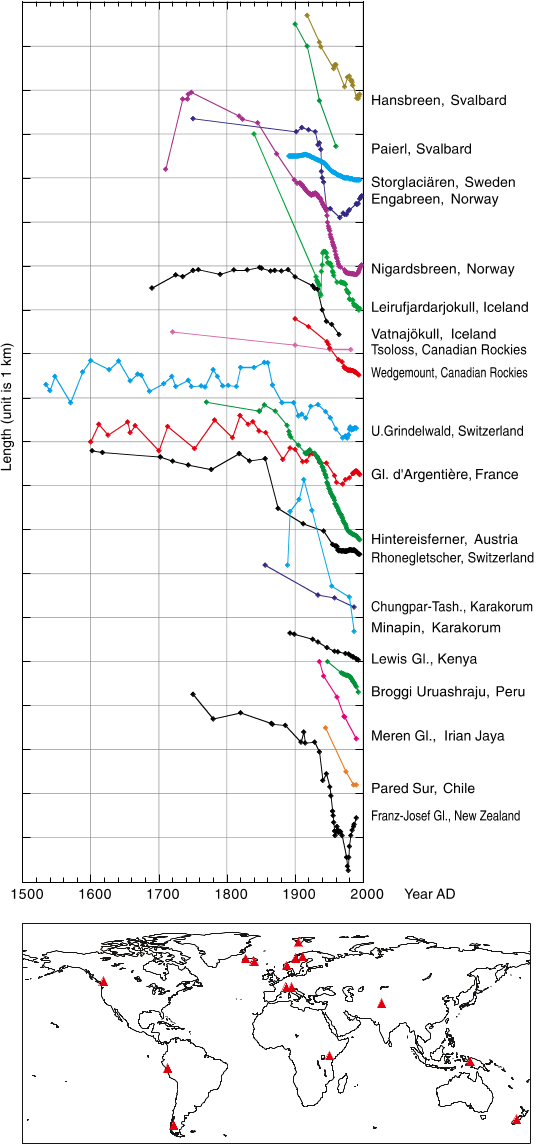 Hansbreen, Svalbard
Paierl, Svalbard
Storglaciären, Sweden
Engabreen, Norway
Nigardsbreen, Norway
Leirufjardarjokull, Iceland
Vatnajökull, Iceland
Tsoloss, Canadian Rockies
Wedgemount, Canadian Rockies
U.Grindelwald, Switzerland
Gl. d'Argentière, France
Hintereisferner, Austria
Rhonegletscher, Switzerland
Chungpar-Tash., Karakorum
Minapin, Karakorum
Lewis Gl., Kenya
Broggi Uruashraju, Peru
Meren Gl., Irian Jaya
Pared Sur, Chile
Franz-Josef Gl., New Zealand
Length (unit is 1 km)
1500 1600 1700 1800 1900 2000 Year AD